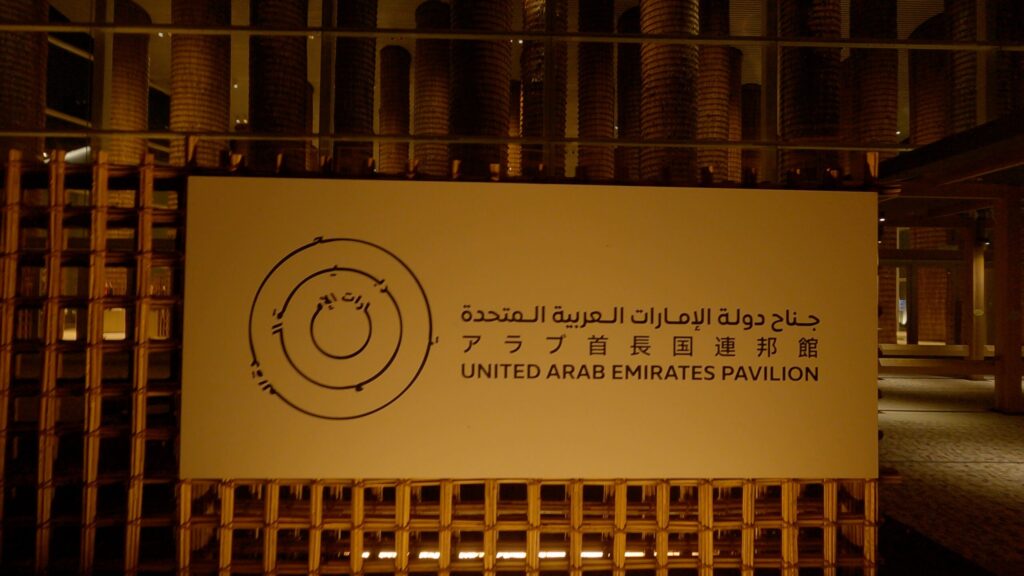 جناح دولة الإمارات العربية المتحدة
アラブ首長国連邦館
UNITED ARAB EMIRATES PAVILION